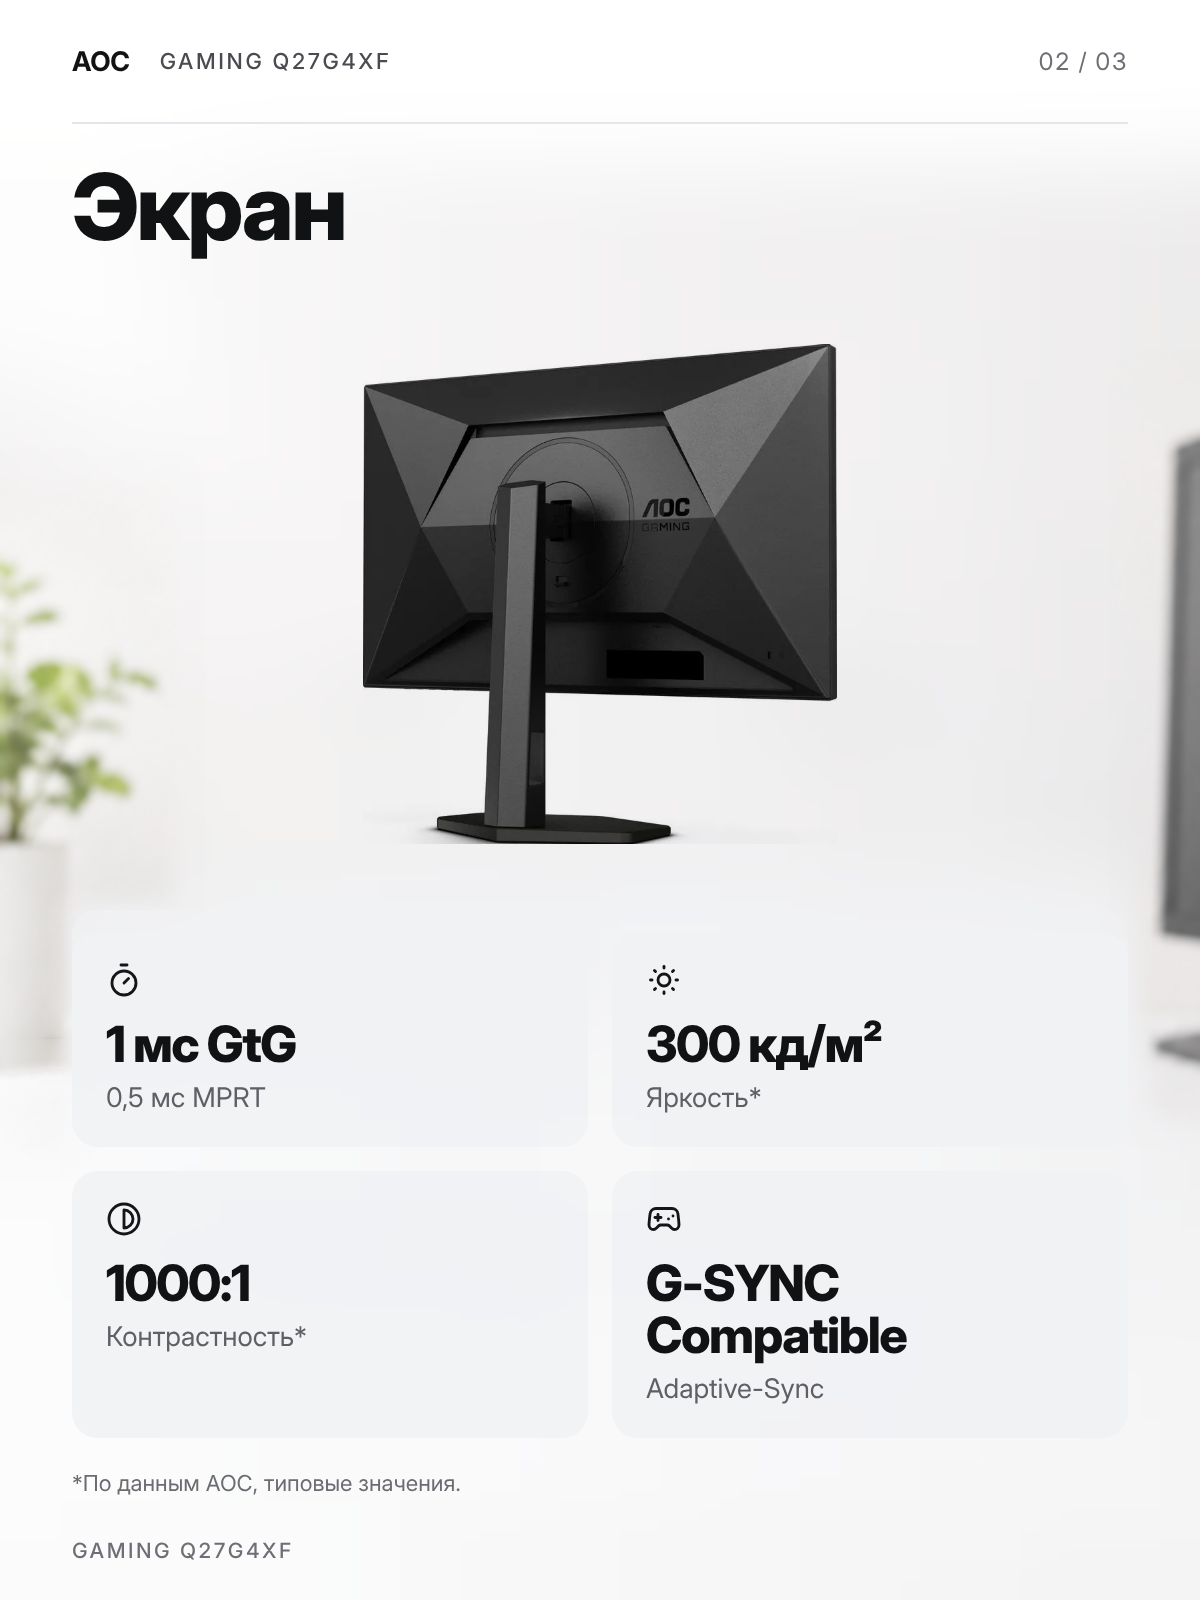 AOC GAMING Q27G4XF 02 / 03
Экран
AOC
GAMING
1 мс GtG
0,5 мс MPRT
300 кд/м²
Яркость*
1000:1
Контрастность*
G-SYNC
Compatible
Adaptive-Sync
*По данным AOC, типовые значения.
GAMING Q27G4XF